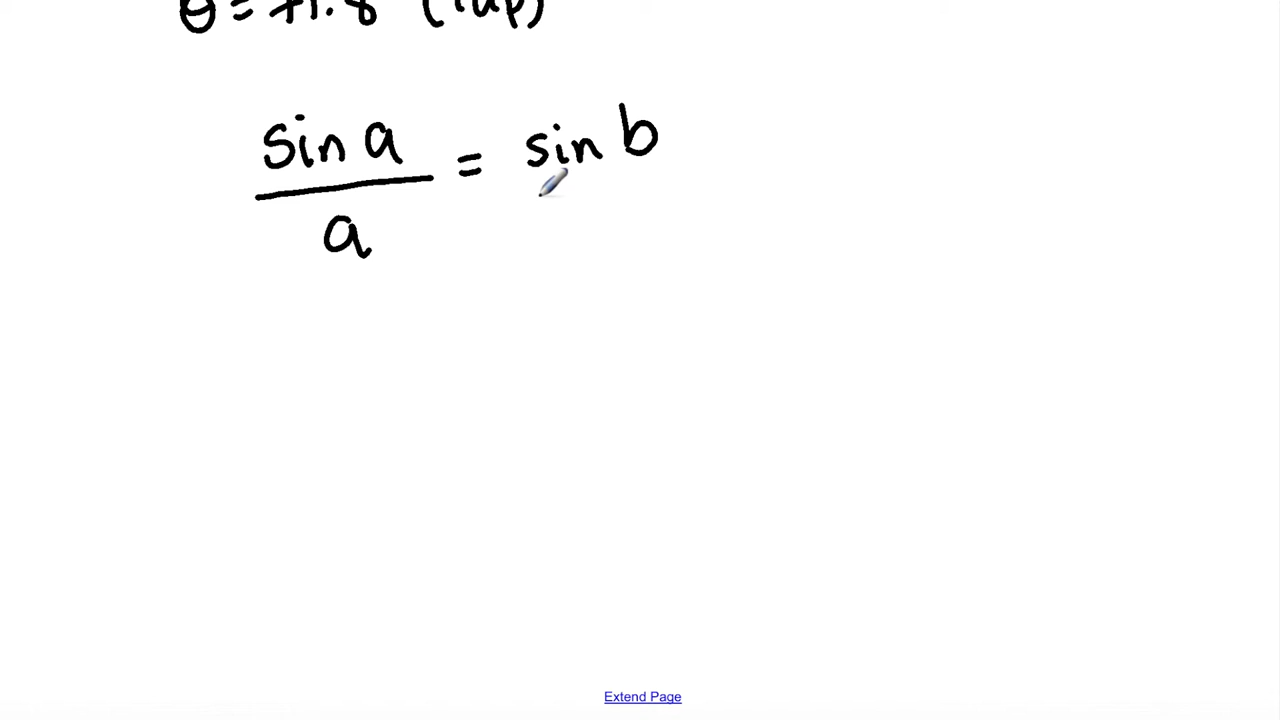 sin a = sin b
a
Extend Page